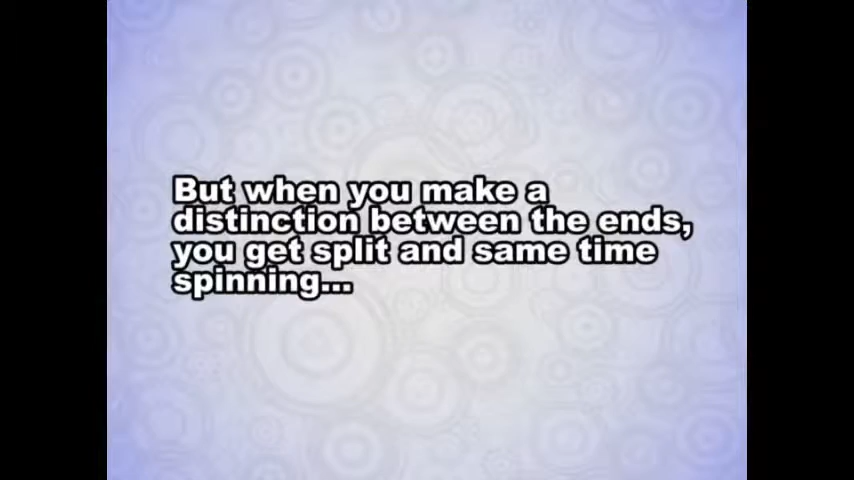 But when you make a
distinction between the ends,
you get split and same time
spinning...